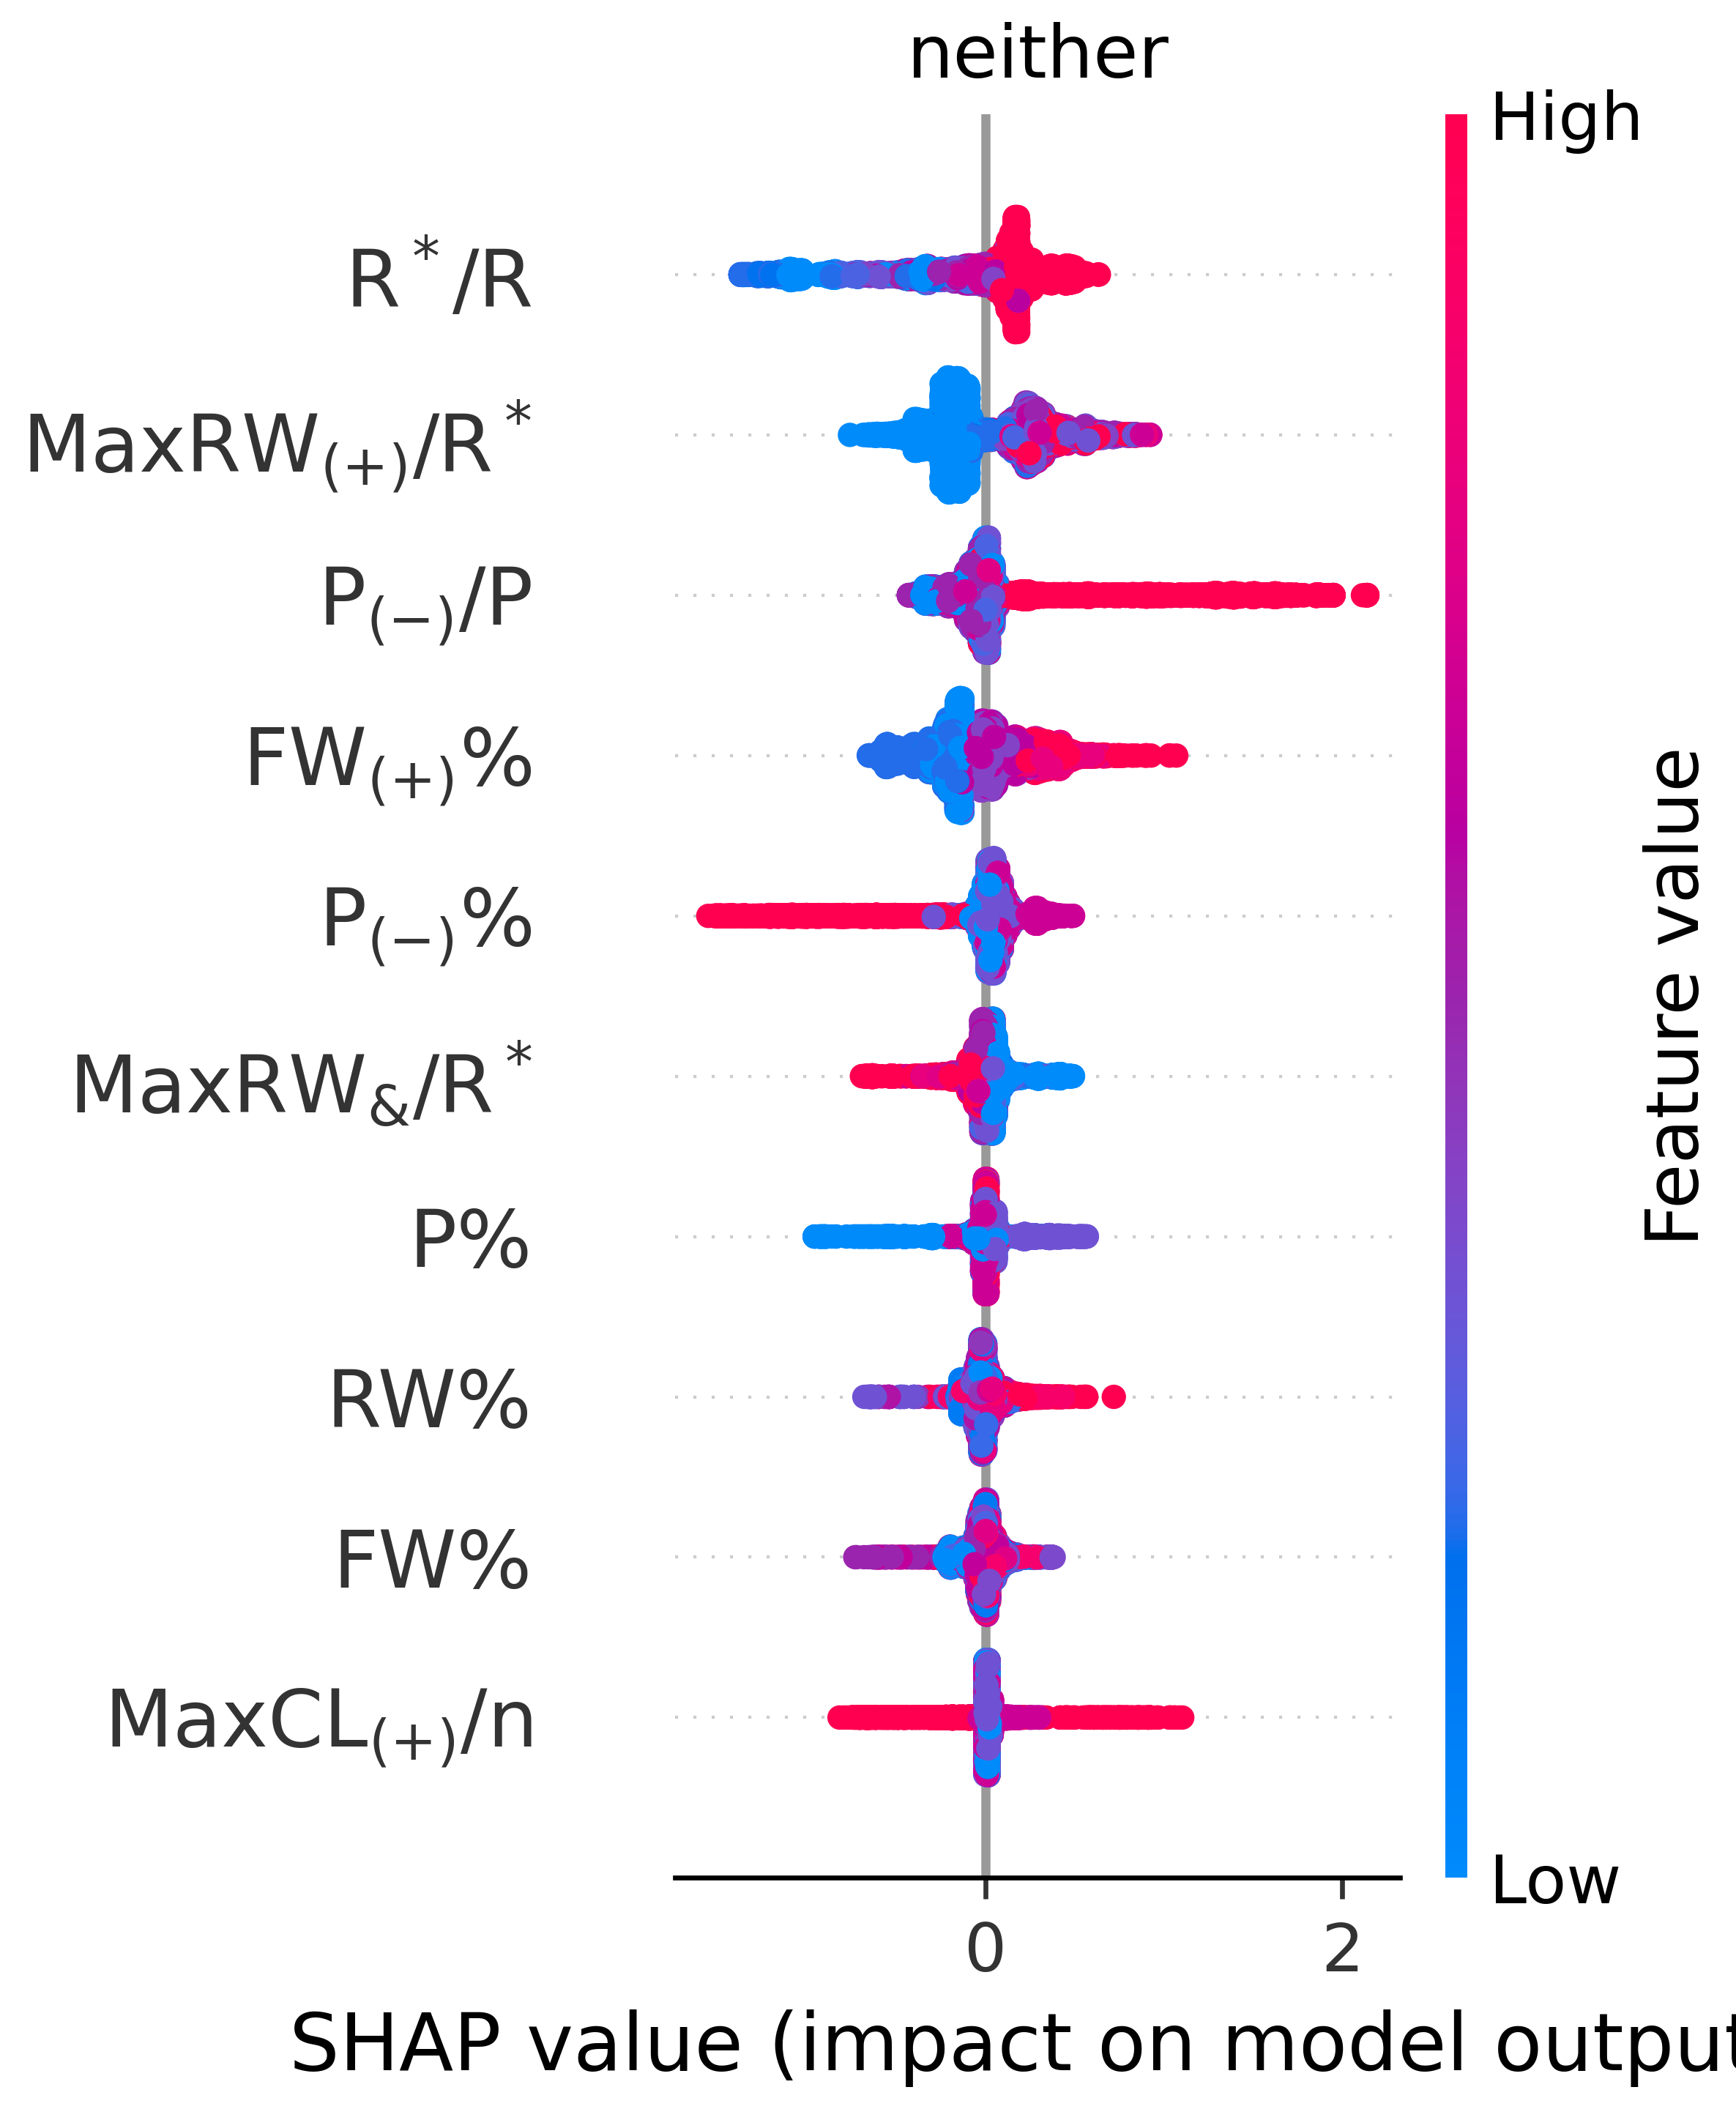 neither
High
R*/R
MaxRW(+)/R*
P(−)/P
FW(+)%
P(−)%
MaxRW&/R*
P%
RW%
FW%
MaxCL(+)/n
Feature value
Low
0 2
SHAP value (impact on model output